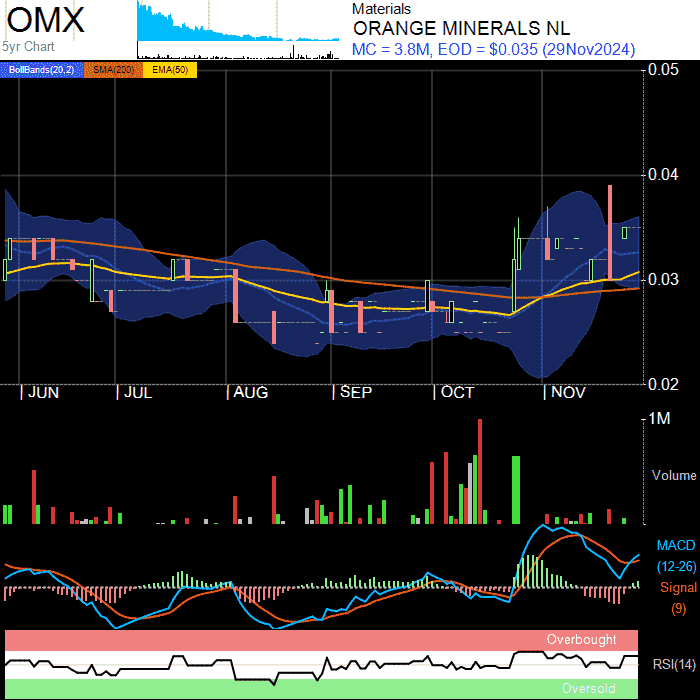 OMX
5yr Chart
Materials
ORANGE MINERALS NL
MC = 3.8M, EOD = $0.035 (29Nov2024)
BollBands(20,2) SMA(200) EMA(50)
0.05
0.04
0.03
0.02
JUN JUL AUG SEP OCT NOV
1M
Volume
MACD
(12-26)
Signal
(9)
Overbought
RSI(14)
Oversold